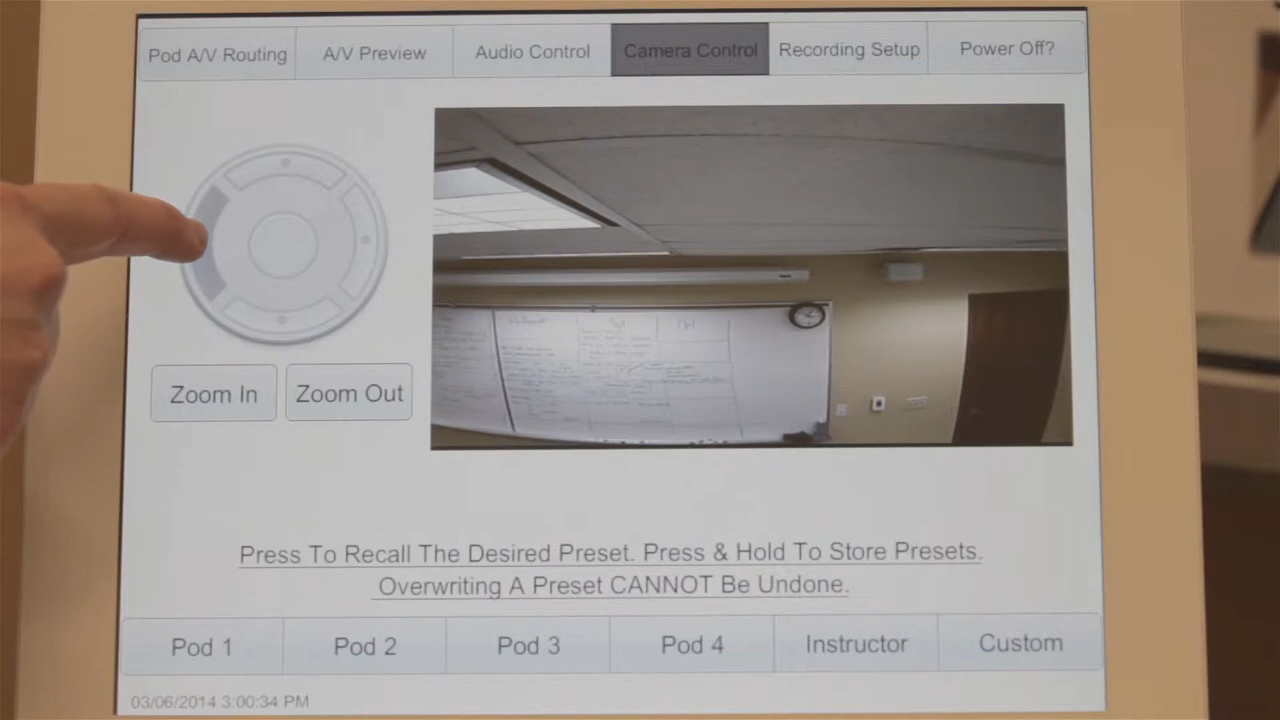 Pod A/V Routing
A/V Preview
Audio Control
Camera Control
Recording Setup
Power Off?
Zoom In
Zoom Out
Press To Recall The Desired Preset. Press & Hold To Store Presets.
Overwriting A Preset CANNOT Be Undone.
Pod 1
Pod 2
Pod 3
Pod 4
Instructor
Custom
03/06/2014 3:00:34 PM